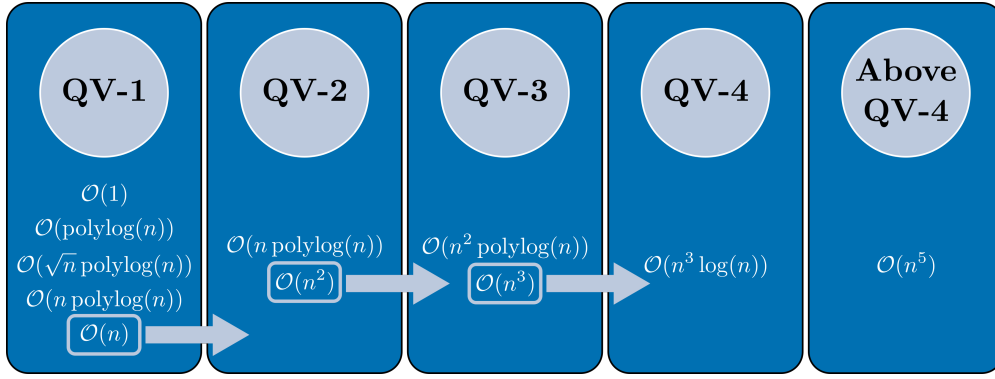 QV-1
𝒪(1)
𝒪(polylog(n))
𝒪(√n polylog(n))
𝒪(n polylog(n))
𝒪(n)
QV-2
𝒪(n polylog(n))
𝒪(n²)
QV-3
𝒪(n² polylog(n))
𝒪(n³)
QV-4
𝒪(n³ log(n))
Above
QV-4
𝒪(n⁵)